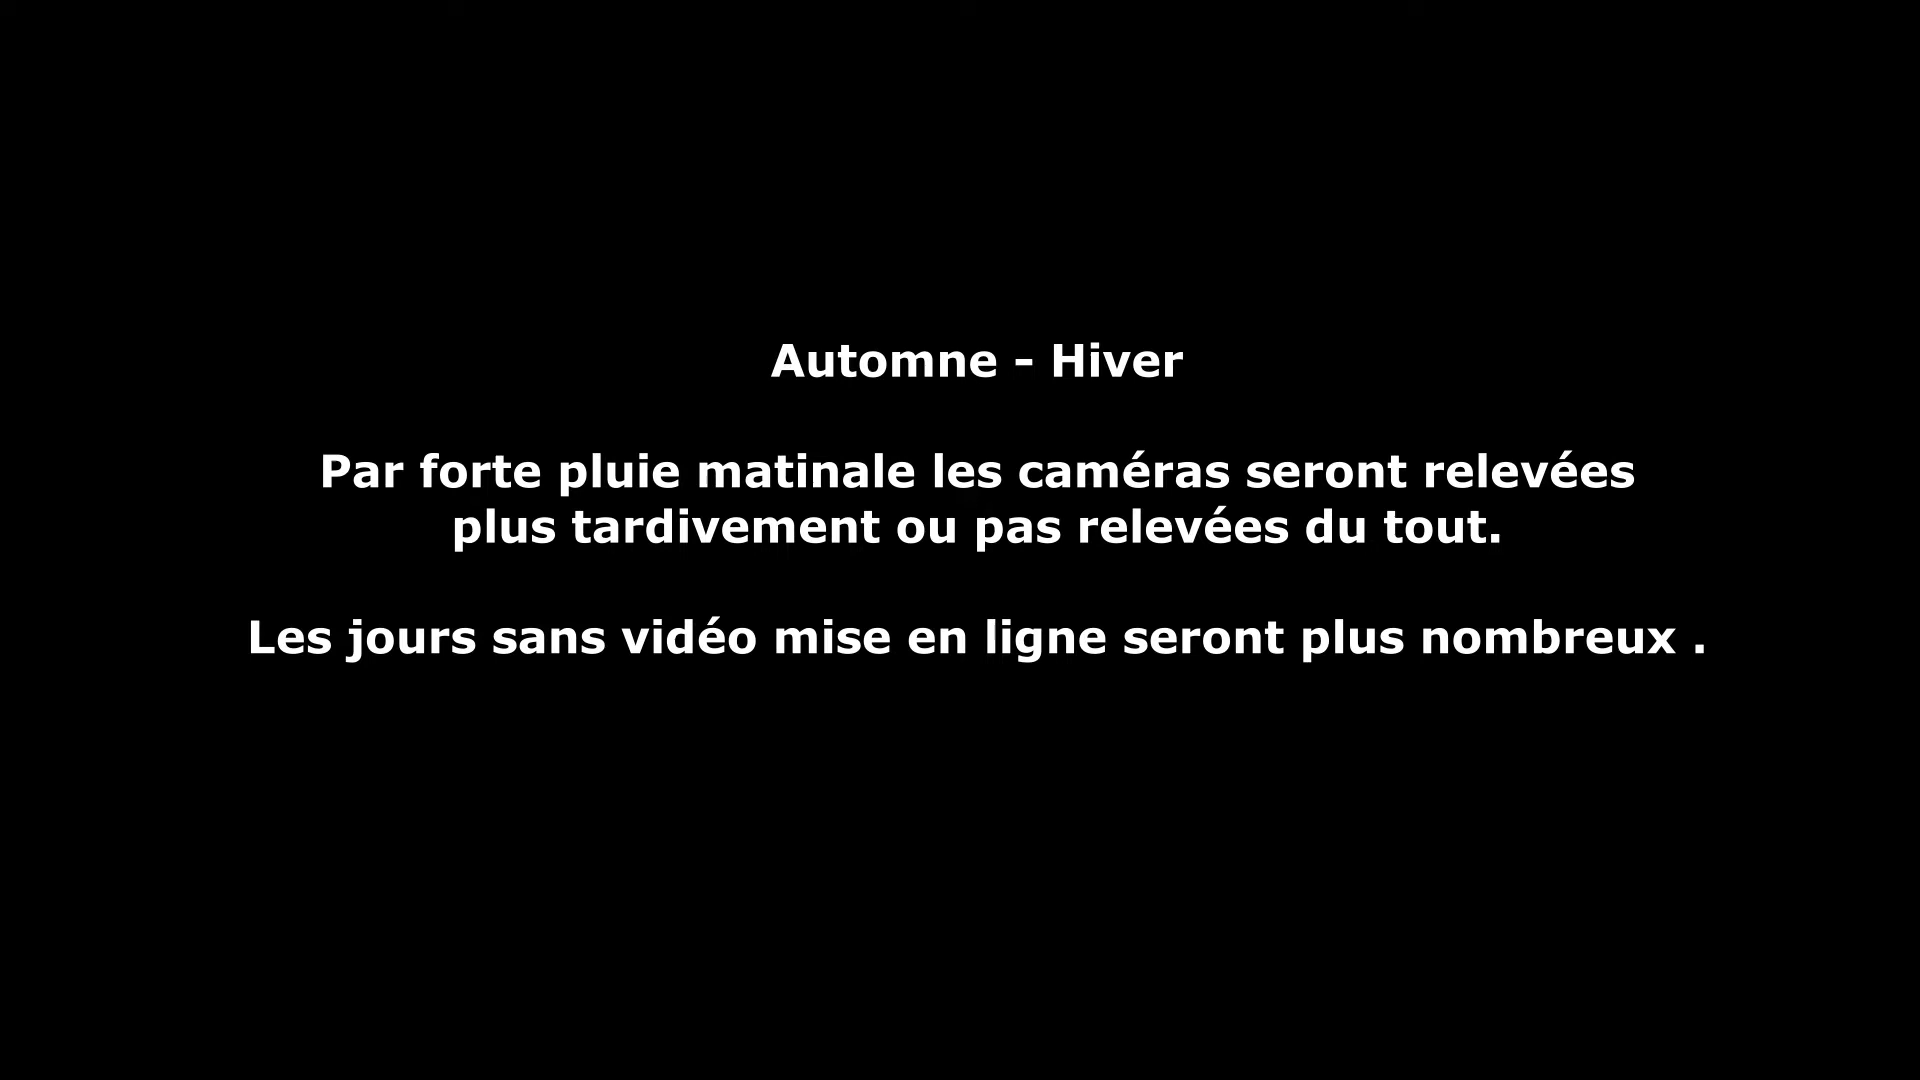 Automne – Hiver
Par forte pluie matinale les caméras seront relevées
plus tardivement ou pas relevées du tout.
Les jours sans vidéo mise en ligne seront plus nombreux .